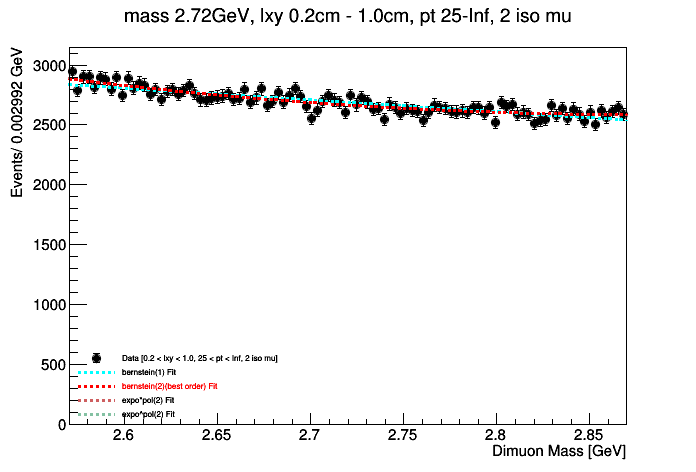 mass 2.72GeV, lxy 0.2cm - 1.0cm, pt 25-Inf, 2 iso mu
Events/ 0.002992 GeV
3000
2500
2000
1500
1000
500
0
Data [0.2 < lxy < 1.0, 25 < pt < Inf, 2 iso mu]
bernstein(1) Fit
bernstein(2)(best order) Fit
expo*pol(2) Fit
expo^pol(2) Fit
2.6
2.65
2.7
2.75
2.8
2.85
Dimuon Mass [GeV]